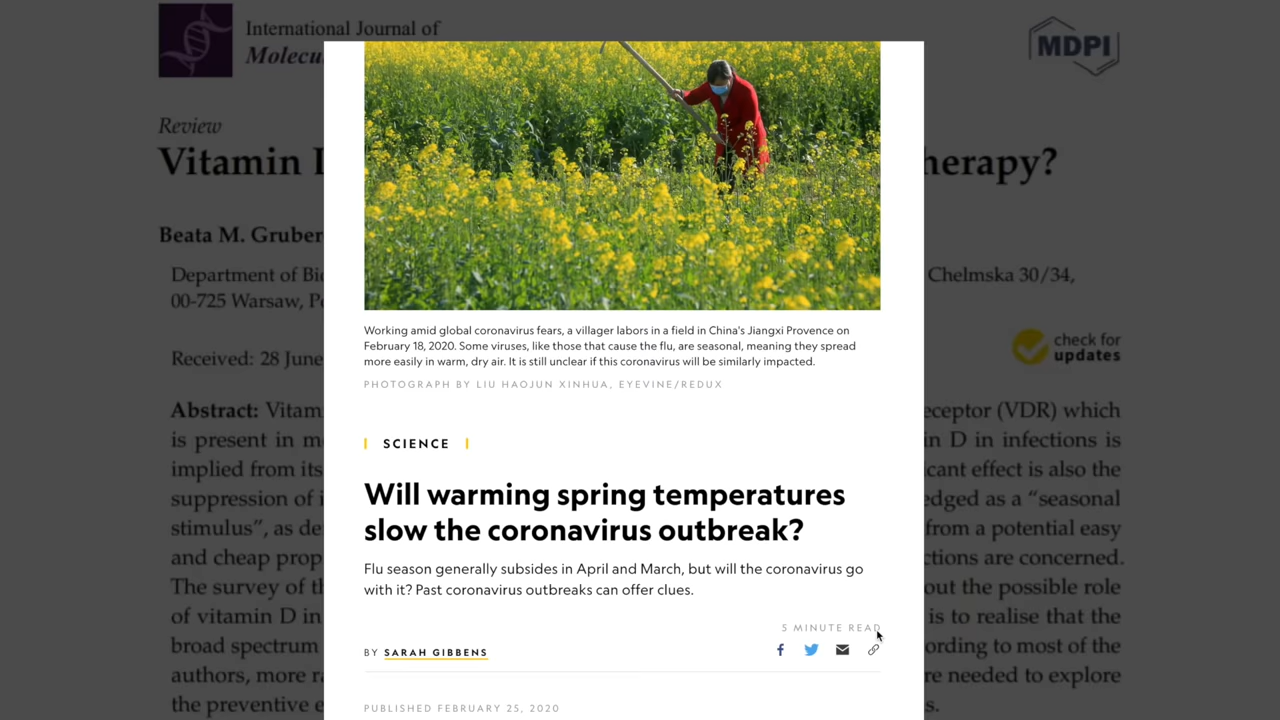 International Journal of
Molecu
MDPI
Review
Vitamin
herapy?
Beata M. Gruber
Department of Bi
Chelmska 30/34,
00-725 Warsaw, Po
Received: 28 June
check for
updates
Abstract: Vitam
eceptor (VDR) which
is present in m
in D in infections is
implied from its
icant effect is also the
suppression of i
edged as a “seasonal
stimulus”, as de
from a potential easy
and cheap prop
ctions are concerned.
The survey of th
out the possible role
of vitamin D in
is to realise that the
broad spectrum
ording to most of the
authors, more ra
re needed to explore
the preventive e
s.
Working amid global coronavirus fears, a villager labors in a field in China's Jiangxi Provence on
February 18, 2020. Some viruses, like those that cause the flu, are seasonal, meaning they spread
more easily in warm, dry air. It is still unclear if this coronavirus will be similarly impacted.
PHOTOGRAPH BY LIU HAOJUN XINHUA, EYEVINE/REDUX
SCIENCE
Will warming spring temperatures
slow the coronavirus outbreak?
Flu season generally subsides in April and March, but will the coronavirus go
with it? Past coronavirus outbreaks can offer clues.
5 MINUTE READ
BY SARAH GIBBENS
PUBLISHED FEBRUARY 25, 2020